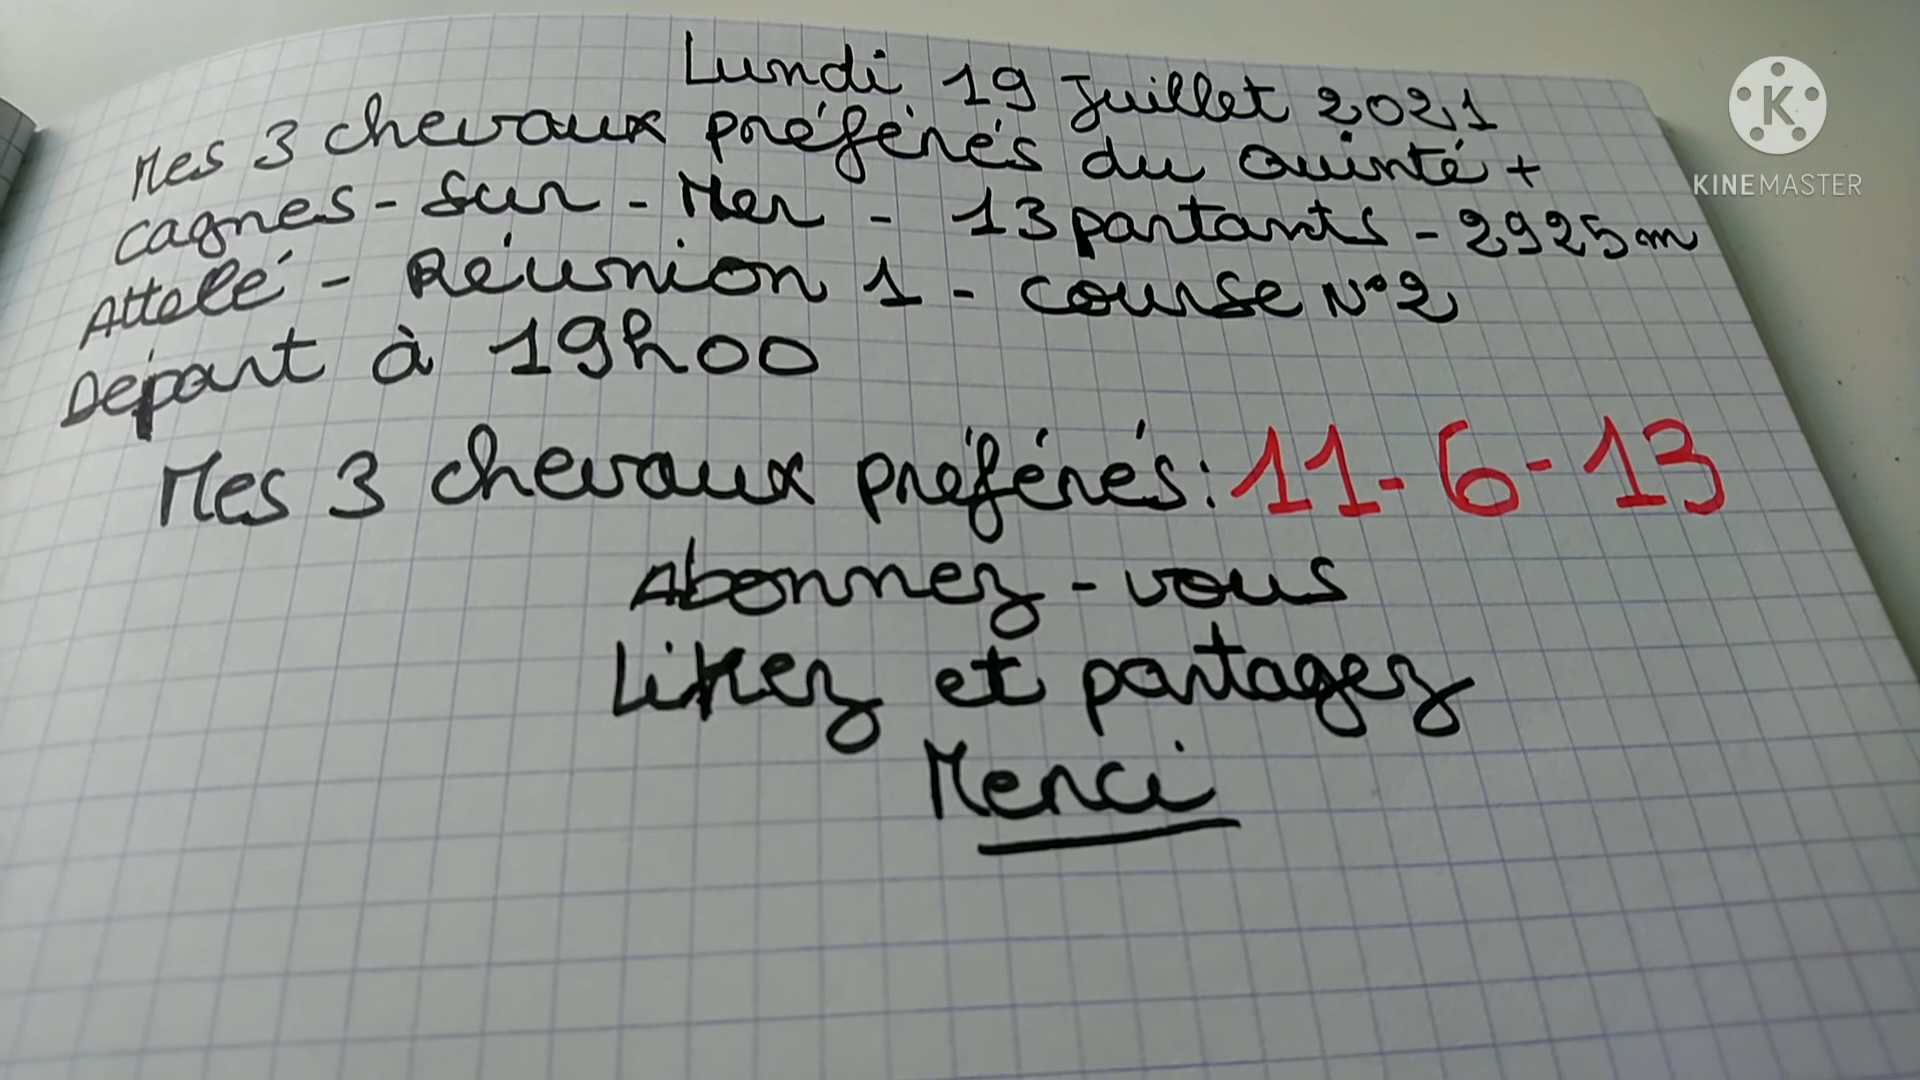 Lundi 19 Juillet 2021
Mes 3 chevaux préférés du Quinté +
Cagnes-Sur-Mer - 13 partants - 2925m
Attelé - Réunion 1 - course N°2
Départ à 19h00
Mes 3 chevaux préférés: 11-6-13
Abonnez-vous
Likez et partagez
Merci
K
KINEMASTER